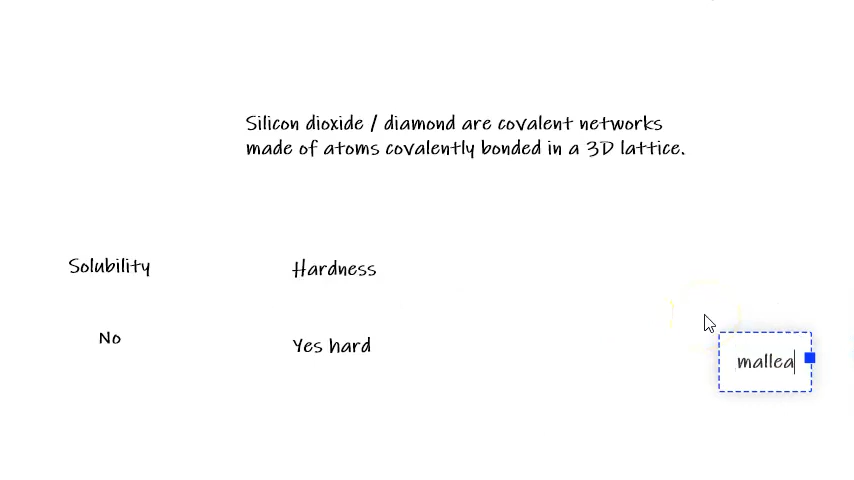 Silicon dioxide / diamond are covalent networks
made of atoms covalently bonded in a 3D lattice.
Solubility
Hardness
No
Yes hard
mallea